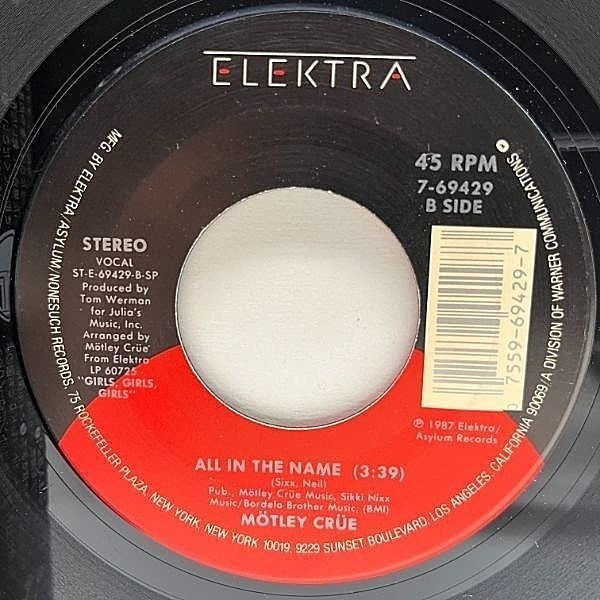 ELEKTRA
45 RPM
7-69429
B SIDE
STEREO
VOCAL
ST-E-69429-B-SP
Produced by
Tom Werman
for Julia's
Music, Inc.
Arranged by
Mötley Crüe
From Elektra
LP 60725
"GIRLS, GIRLS,
GIRLS"
0 7559-69429-7
℗ 1987 Elektra/
Asylum Records
ALL IN THE NAME (3:39)
(Sixx, Neil)
Pub., Mötley Crüe Music, Sikki Nixx
Music/Bordelo Brother Music, (BMI)
MÖTLEY CRÜE
MFG. BY ELEKTRA/ASYLUM/NONESUCH RECORDS, 75 ROCKEFELLER PLAZA, NEW YORK, NEW YORK 10019, 9229 SUNSET BOULEVARD, LOS ANGELES, CALIFORNIA 90069/A DIVISION OF WARNER COMMUNICATIONS